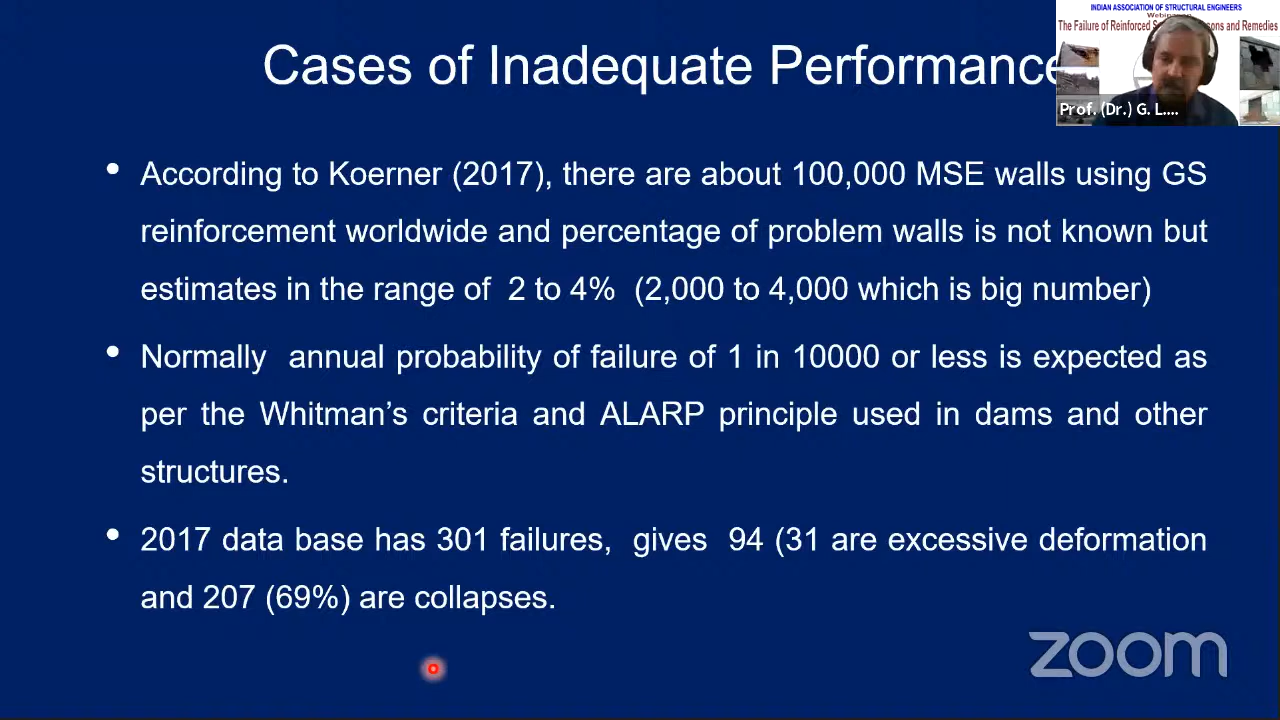 INDIAN ASSOCIATION OF STRUCTURAL ENGINEERS
Webinar on
The Failure of Reinforced S sons and Remedies
Prof. (Dr.) G. L....
Cases of Inadequate Performance
• According to Koerner (2017), there are about 100,000 MSE walls using GS
reinforcement worldwide and percentage of problem walls is not known but
estimates in the range of 2 to 4% (2,000 to 4,000 which is big number)
• Normally annual probability of failure of 1 in 10000 or less is expected as
per the Whitman’s criteria and ALARP principle used in dams and other
structures.
• 2017 data base has 301 failures, gives 94 (31 are excessive deformation
and 207 (69%) are collapses.
zoom